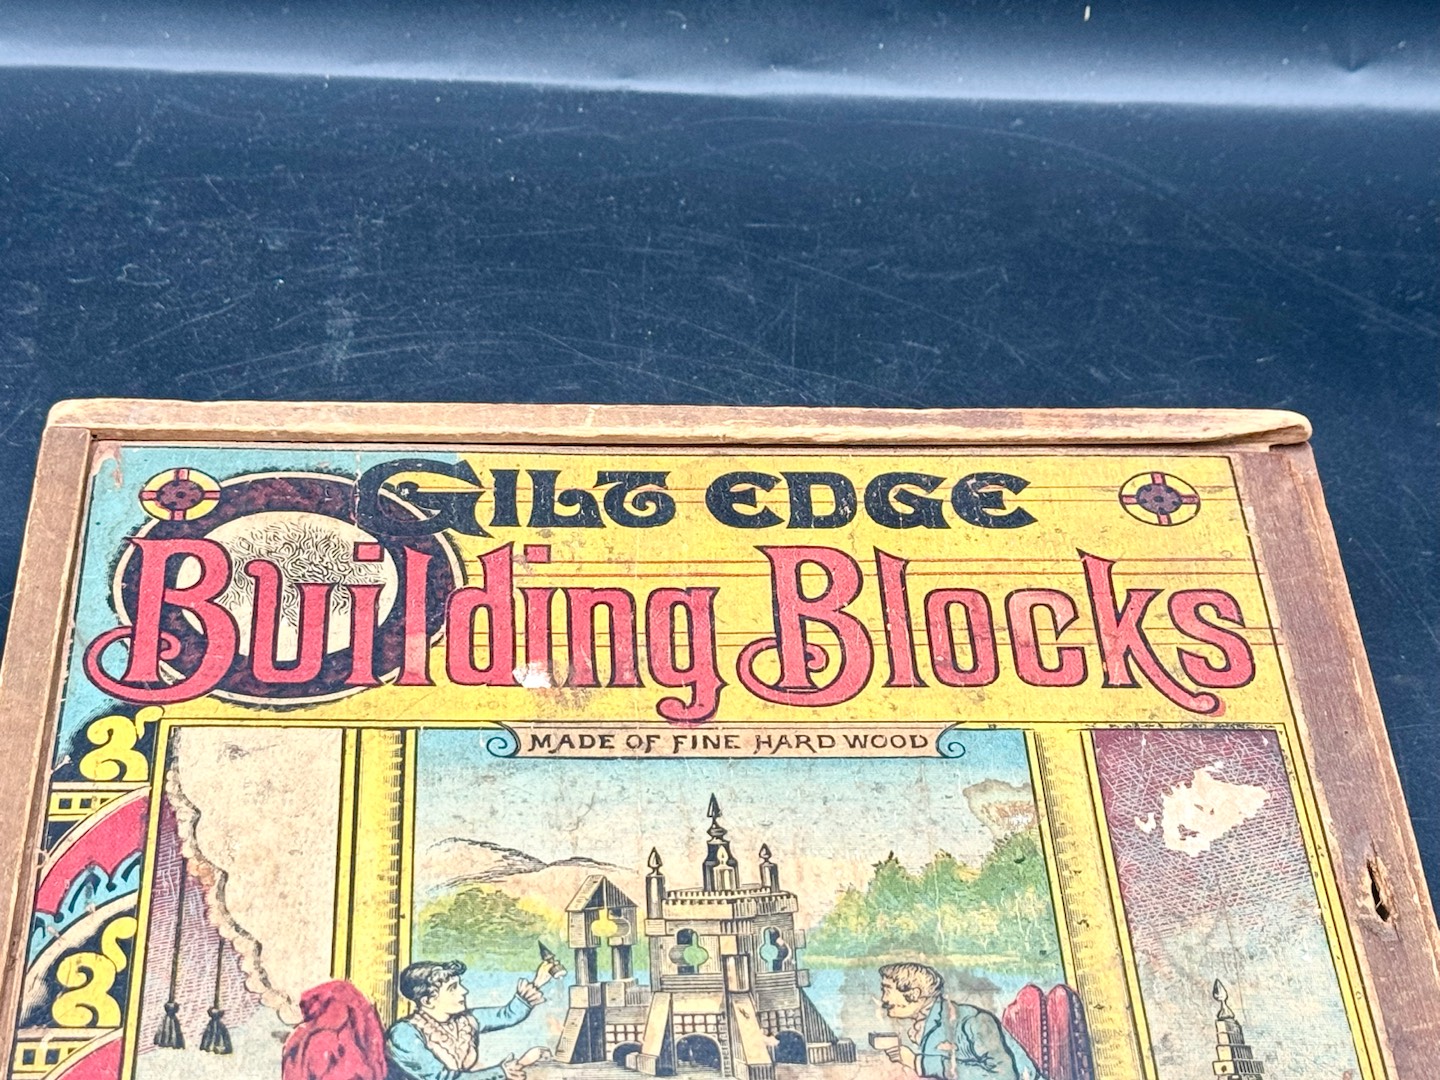 GILT EDGE
Building Blocks
MADE OF FINE HARD WOOD